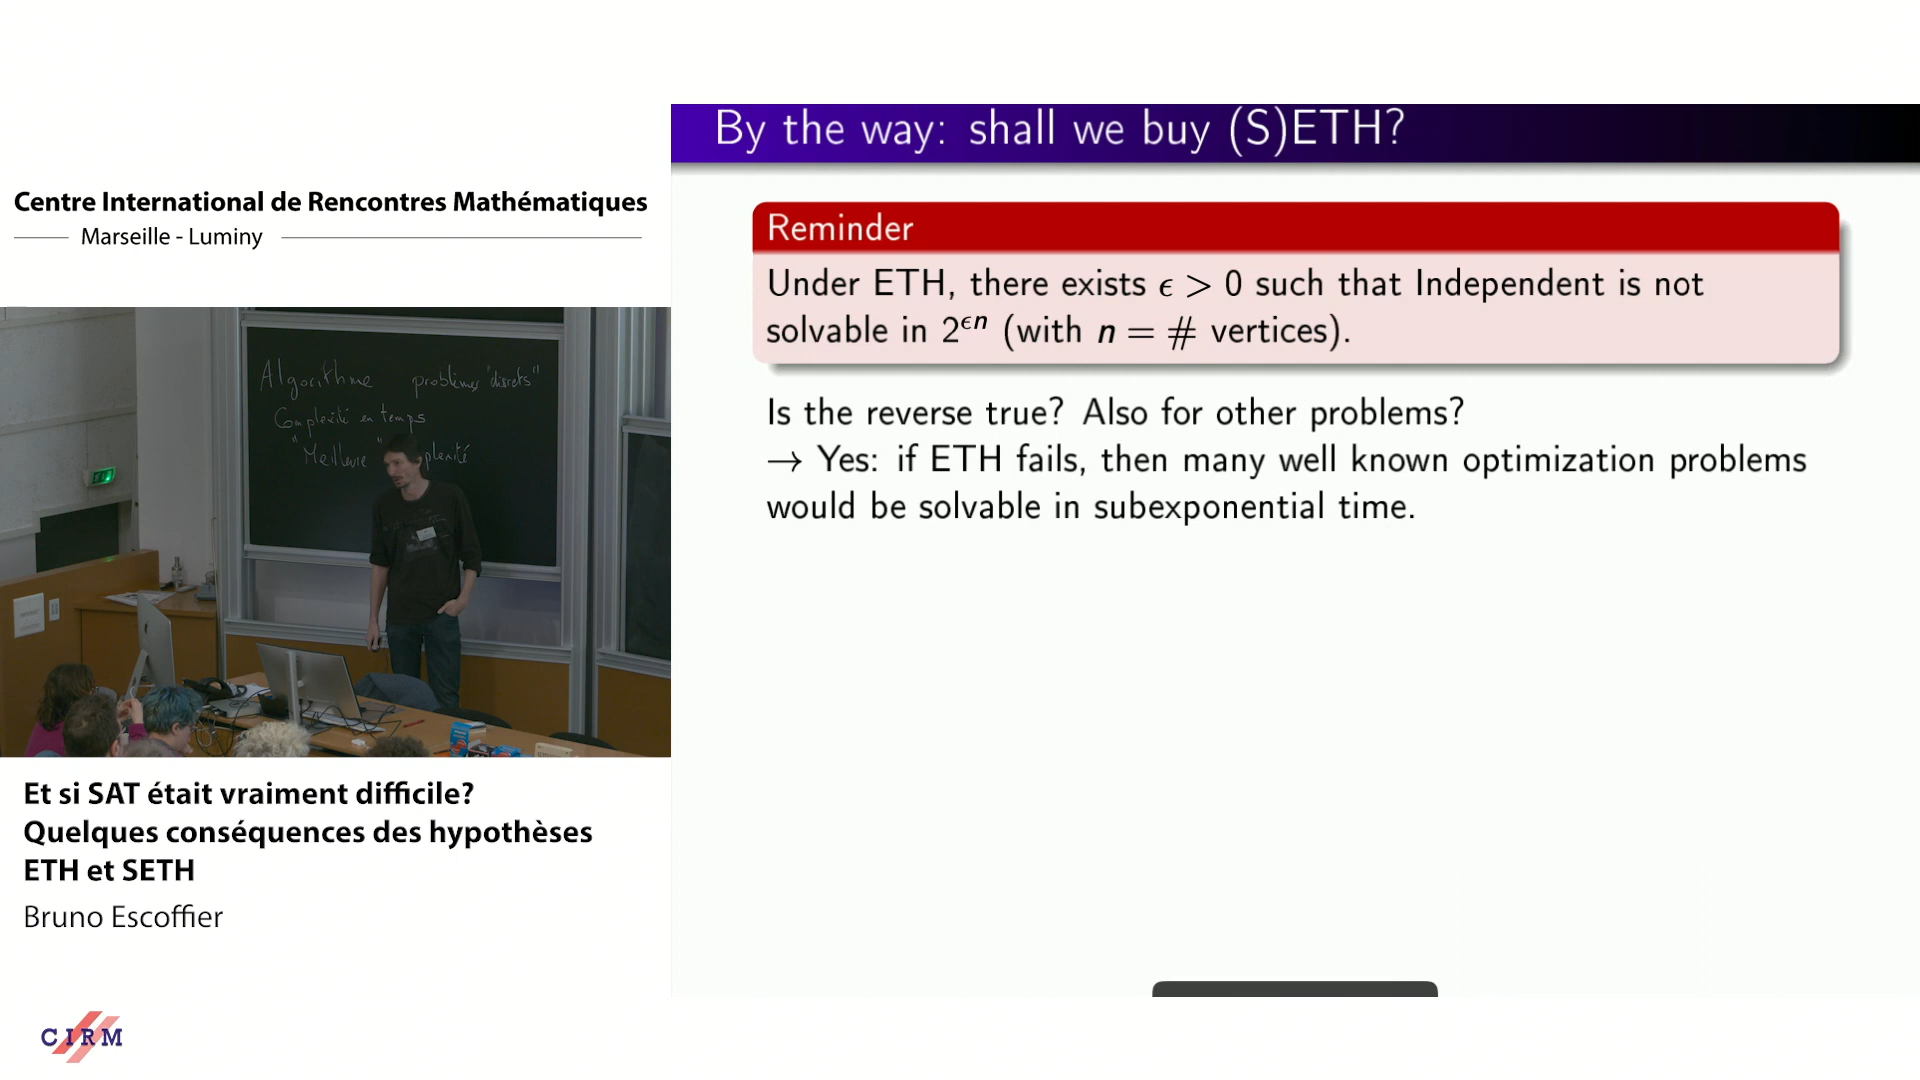 Centre International de Rencontres Mathématiques
Marseille - Luminy
Algorithme problèmes "discrets"
Complexité en temps
"Meilleure " plexité
Et si SAT était vraiment difficile?
Quelques conséquences des hypothèses
ETH et SETH
Bruno Escoffier
CIRM
By the way: shall we buy (S)ETH?
Reminder
Under ETH, there exists ϵ > 0 such that Independent is not
solvable in 2^{ϵn} (with n = # vertices).
Is the reverse true? Also for other problems?
→ Yes: if ETH fails, then many well known optimization problems
would be solvable in subexponential time.